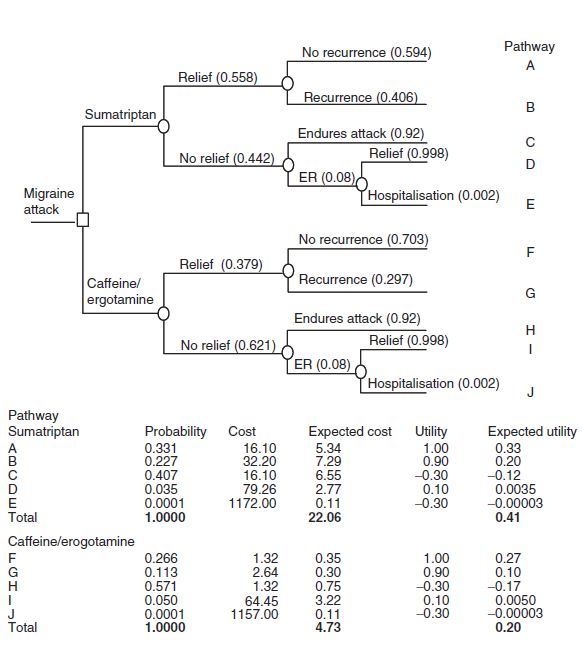 No recurrence (0.594)
Pathway
A
Relief (0.558)
Recurrence (0.406)
B
Sumatriptan
Endures attack (0.92)
C
No relief (0.442)
Relief (0.998)
D
ER (0.08)
Hospitalisation (0.002)
E
Migraine
attack
No recurrence (0.703)
F
Relief (0.379)
Caffeine/
ergotamine
Recurrence (0.297)
G
Endures attack (0.92)
H
No relief (0.621)
Relief (0.998)
I
ER (0.08)
Hospitalisation (0.002)
J
Pathway
Sumatriptan Probability Cost Expected cost Utility Expected utility
A 0.331 16.10 5.34 1.00 0.33
B 0.227 32.20 7.29 0.90 0.20
C 0.407 16.10 6.55 –0.30 –0.12
D 0.035 79.26 2.77 0.10 0.0035
E 0.0001 1172.00 0.11 –0.30 –0.00003
Total 1.0000 22.06 0.41
Caffeine/erogotamine
F 0.266 1.32 0.35 1.00 0.27
G 0.113 2.64 0.30 0.90 0.10
H 0.571 1.32 0.75 –0.30 –0.17
I 0.050 64.45 3.22 0.10 0.0050
J 0.0001 1157.00 0.11 –0.30 –0.00003
Total 1.0000 4.73 0.20